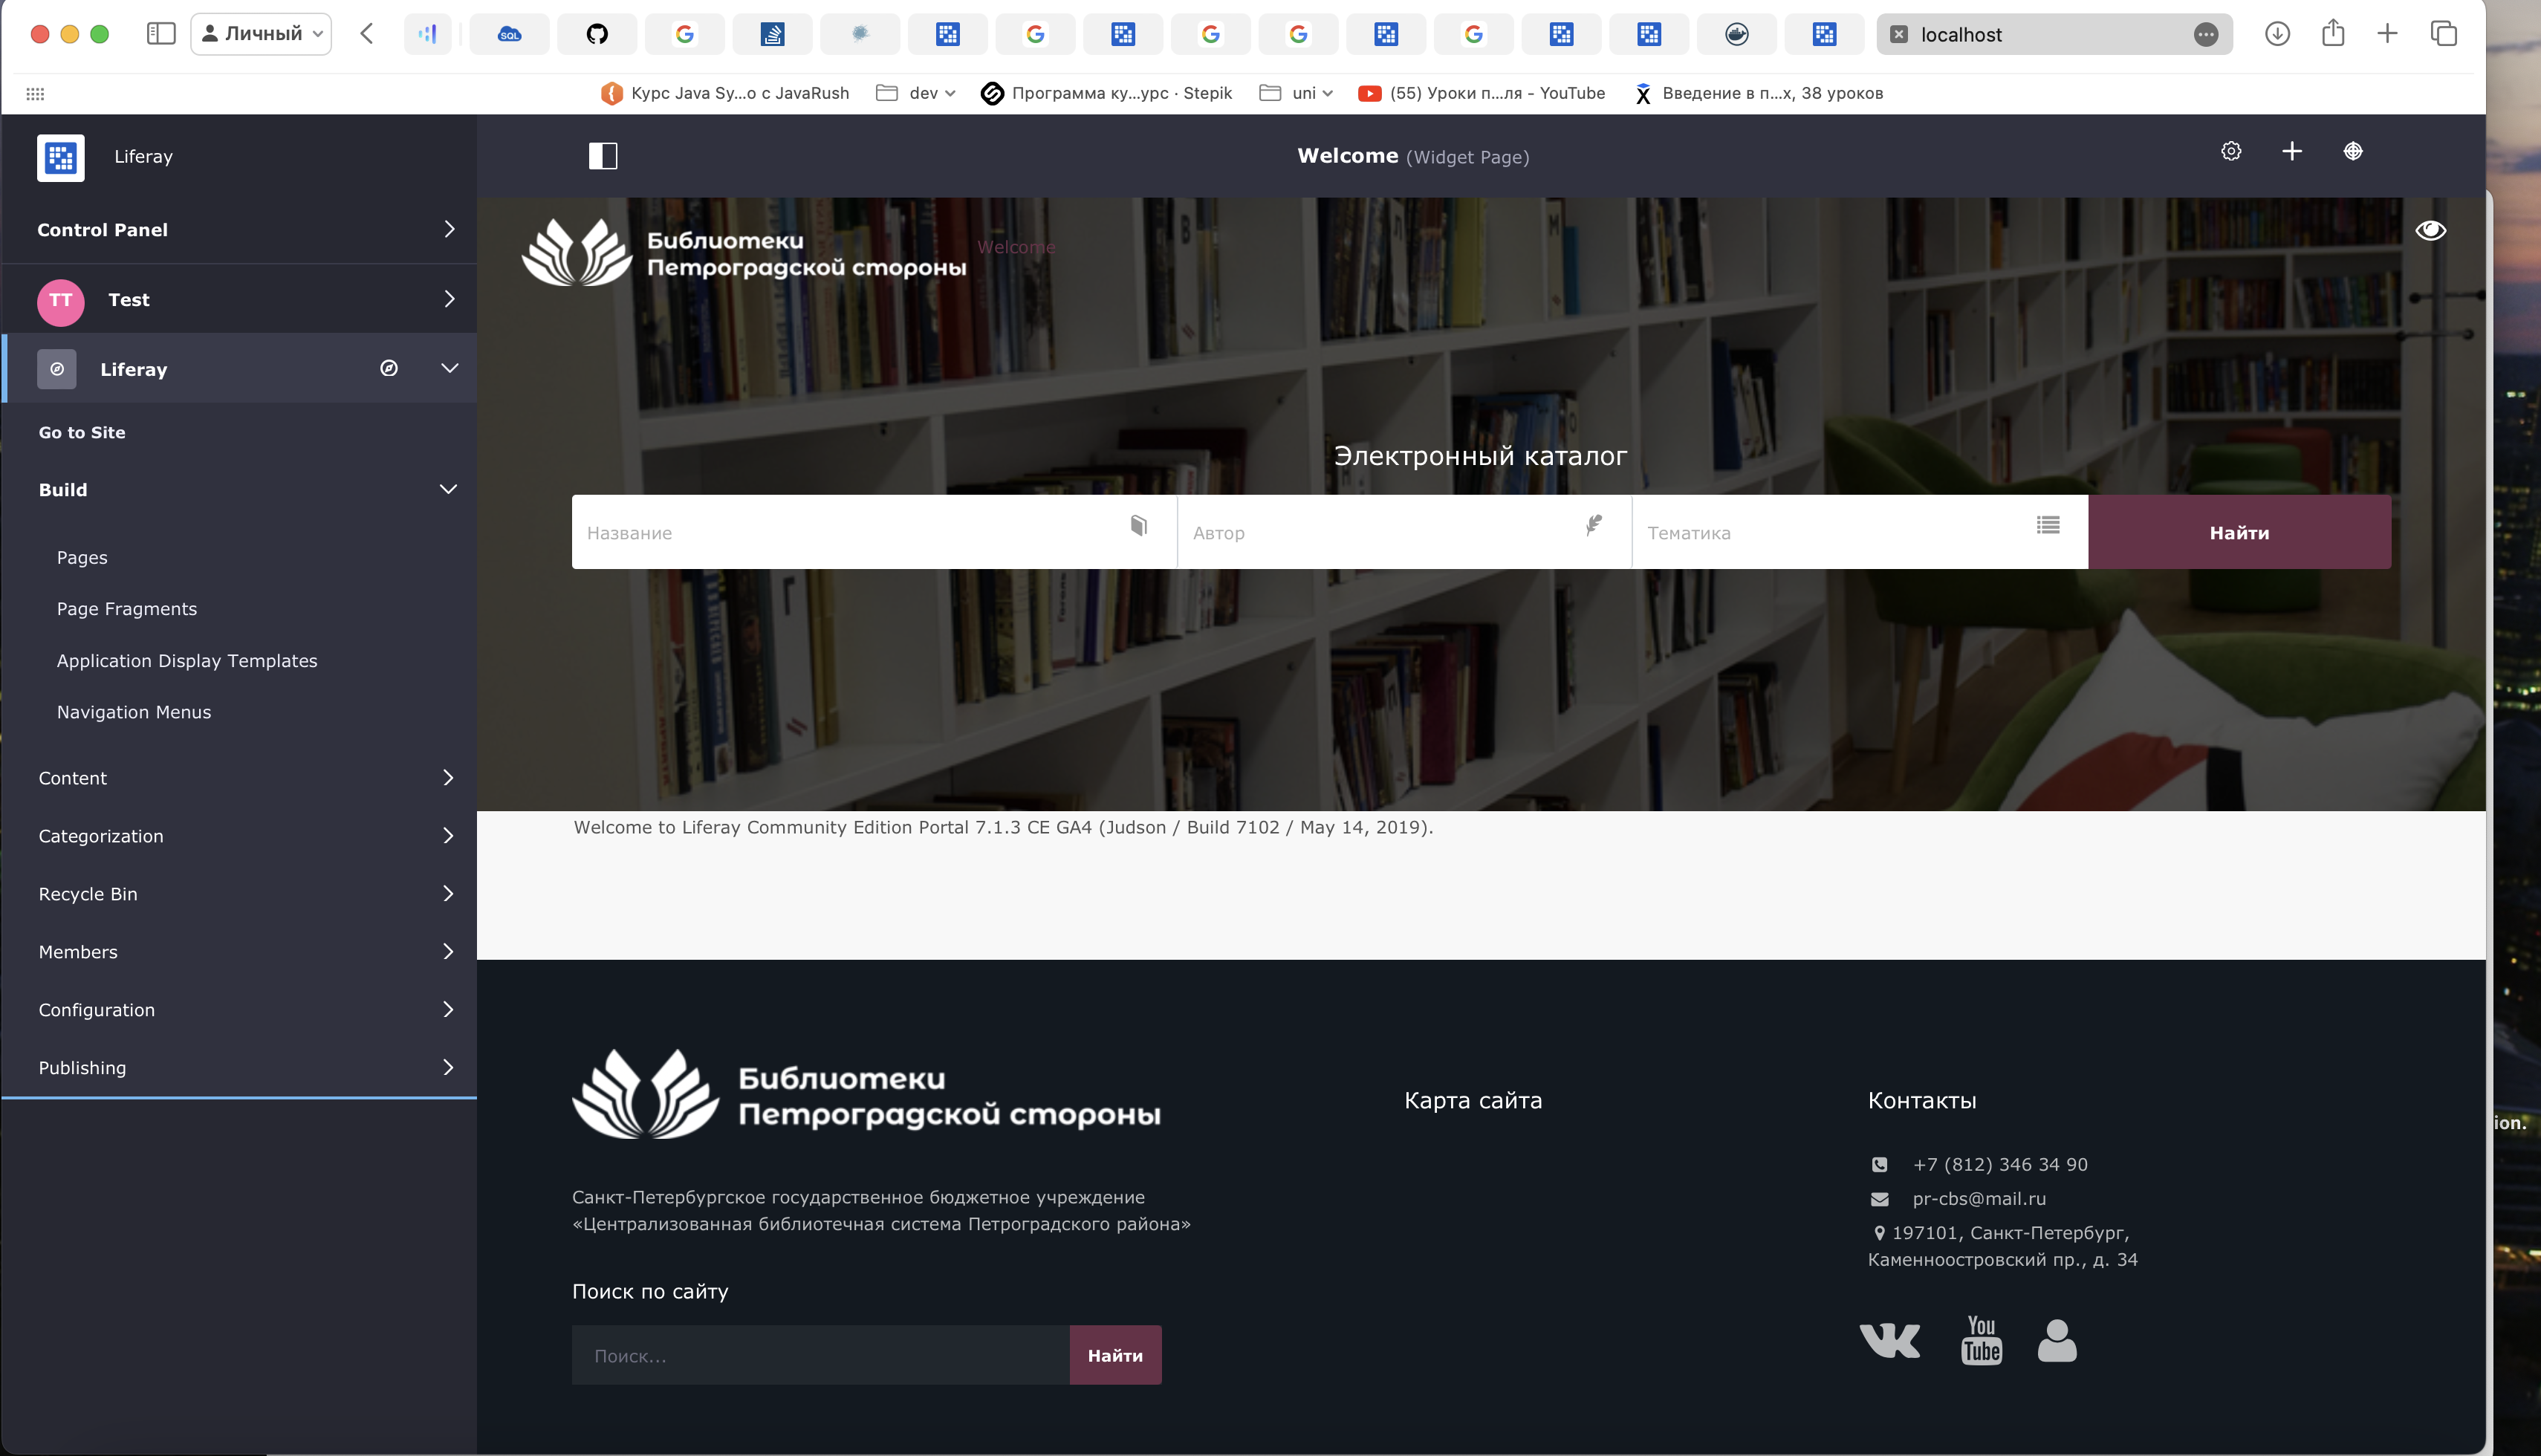 Личный
localhost
Курс Java Sy...о с JavaRush
dev
Программа ку...урс · Stepik
uni
(55) Уроки п...ля - YouTube
Введение в п...х, 38 уроков
Liferay
Control Panel
TT Test
Liferay
Go to Site
Build
Pages
Page Fragments
Application Display Templates
Navigation Menus
Content
Categorization
Recycle Bin
Members
Configuration
Publishing
Welcome (Widget Page)
Библиотеки
Петроградской стороны
Welcome
Электронный каталог
Название
Автор
Тематика
Найти
Welcome to Liferay Community Edition Portal 7.1.3 CE GA4 (Judson / Build 7102 / May 14, 2019).
Библиотеки
Петроградской стороны
Санкт-Петербургское государственное бюджетное учреждение
«Централизованная библиотечная система Петроградского района»
Поиск по сайту
Поиск...
Найти
Карта сайта
Контакты
+7 (812) 346 34 90
pr-cbs@mail.ru
197101, Санкт-Петербург,
Каменноостровский пр., д. 34
You
Tube
ion.